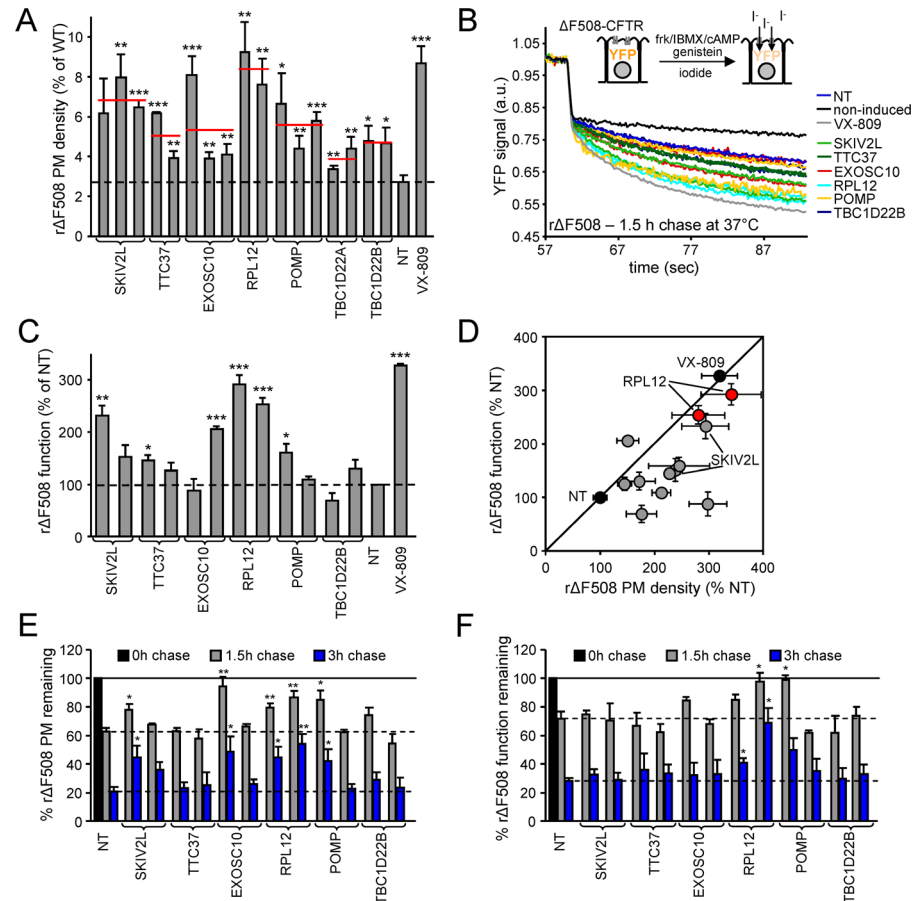 A
rΔF508 PM density (% of WT)
12
10
8
6
4
2
0
** ** *** *** ** *** ** ** ** ** * ** *** ** ** * * ***
SKIV2L
TTC37
EXOSC10
RPL12
POMP
TBC1D22A
TBC1D22B
NT
VX-809
B
YFP signal (a.u.)
1.05
0.95
0.85
0.75
0.65
0.55
0.45
57 67 77 87
time (sec)
ΔF508-CFTR
YFP
frk/IBMX/cAMP
genistein
iodide
I- I- I-
YFP
rΔF508 – 1.5 h chase at 37°C
NT
non-induced
VX-809
SKIV2L
TTC37
EXOSC10
RPL12
POMP
TBC1D22B
C
rΔF508 function (% of NT)
300
200
100
0
** * *** *** *** * ***
SKIV2L
TTC37
EXOSC10
RPL12
POMP
TBC1D22B
NT
VX-809
D
rΔF508 function (% NT)
400
300
200
100
0
0 100 200 300 400
rΔF508 PM density (% NT)
VX-809
RPL12
SKIV2L
NT
E
% rΔF508 PM remaining
0h chase 1.5h chase 3h chase
120
100
80
60
40
20
0
* * ** * ** * ** ** * *
NT
SKIV2L
TTC37
EXOSC10
RPL12
POMP
TBC1D22B
F
% rΔF508 function remaining
0h chase 1.5h chase 3h chase
120
100
80
60
40
20
0
* * * *
NT
SKIV2L
TTC37
EXOSC10
RPL12
POMP
TBC1D22B